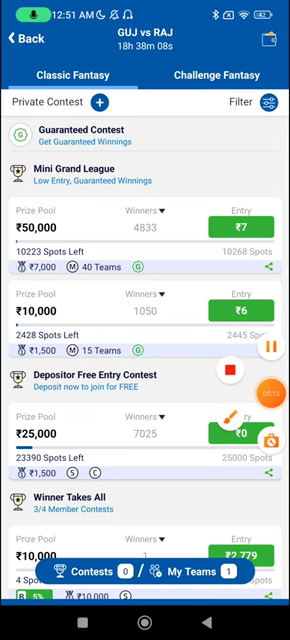 12:51 AM
42
Back
GUJ vs RAJ
18h 38m 08s
Classic Fantasy
Challenge Fantasy
Private Contest +
Filter
G
Guaranteed Contest
Get Guaranteed Winnings
Mini Grand League
Low Entry, Guaranteed Winnings
Prize Pool Winners Entry
₹50,000 4833 ₹7
10223 Spots Left 10268 Spots
₹7,000 M 40 Teams G
Prize Pool Winners Entry
₹10,000 1050 ₹6
2428 Spots Left 2445
₹1,500 M 15 Teams G
Depositor Free Entry Contest
Deposit now to join for FREE
05:13
Prize Pool Winners
₹25,000 7025 ₹0
23390 Spots Left 25000 Spots
₹1,500 S C
Winner Takes All
3/4 Member Contests
Prize Pool Winners Entry
₹10,000 1 ₹2,779
4
Contests 0 / My Teams 1
B 5% ₹10,000 S